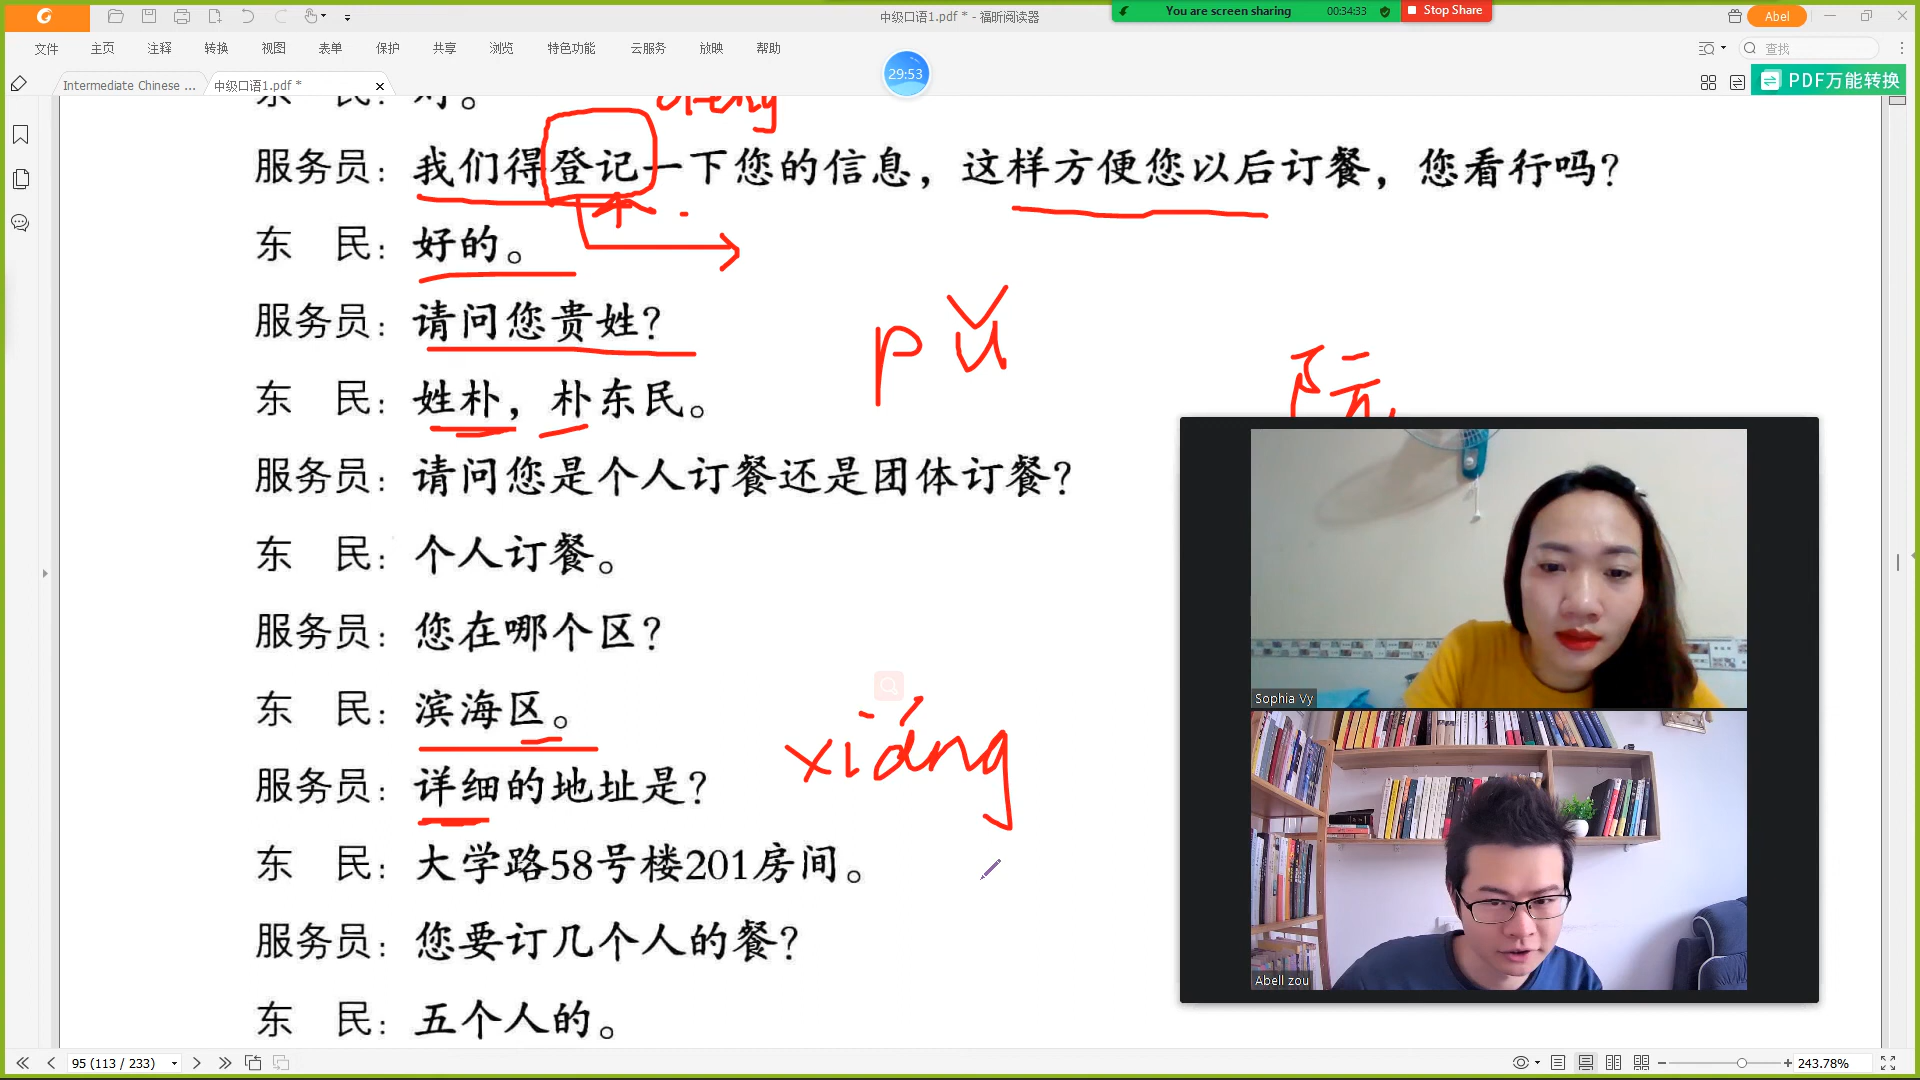 中级口语1.pdf * - 福昕阅读器
You are screen sharing 00:34:33 Stop Share
Abel
文件 主页 注释 转换 视图 表单 保护 共享 浏览 特色功能 云服务 放映 帮助
查找
29:53
Intermediate Chinese ... 中级口语1.pdf *
PDF万能转换
东 民：对。
服务员：我们得登记一下您的信息，这样方便您以后订餐，您看行吗？
东 民：好的。
服务员：请问您贵姓？
pǔ
东 民：姓朴，朴东民。
阮
服务员：请问您是个人订餐还是团体订餐？
东 民：个人订餐。
服务员：您在哪个区？
东 民：滨海区。
Sophia Vy
xiáng
服务员：详细的地址是？
东 民：大学路58号楼201房间。
服务员：您要订几个人的餐？
Abell zou
东 民：五个人的。
95 (113 / 233)
243.78%